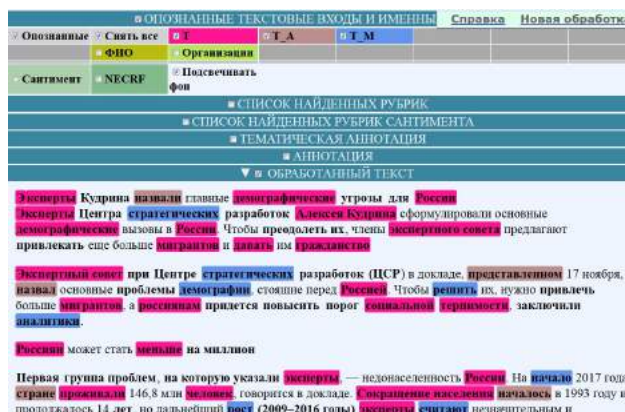 ОПОЗНАННЫЕ ТЕКСТОВЫЕ ВХОДЫ И ИМЕННЫ Справка Новая обработка
Опознанные Снять все Т Т_А Т_М
ФИО Организации
Сантимент NECRF Подсвечивать фон
СПИСОК НАЙДЕННЫХ РУБРИК
СПИСОК НАЙДЕННЫХ РУБРИК САНТИМЕНТА
ТЕМАТИЧЕСКАЯ АННОТАЦИЯ
АННОТАЦИЯ
▼ ОБРАБОТАННЫЙ ТЕКСТ
Эксперты Кудрина назвали главные демографические угрозы для России
Эксперты Центра стратегических разработок Алексея Кудрина сформулировали основные
демографические вызовы в России. Чтобы преодолеть их, члены экспертного совета предлагают
привлекать еще больше мигрантов и давать им гражданство
Экспертный совет при Центре стратегических разработок (ЦСР) в докладе, представленном 17 ноября,
назвал основные проблемы демографии, стоящие перед Россией. Чтобы решить их, нужно привлечь
больше мигрантов, а россиянам придется повысить порог социальной терпимости, заключили
аналитики.
Россиян может стать меньше на миллион
Первая группа проблем, на которую указали эксперты, — недонаселенность России. На начало 2017 года
стране проживали 146,8 млн человек, говорится в докладе. Сокращение населения началось в 1993 году и
продолжалось 14 лет, но дальнейший рост (2009–2016 годы) эксперты считают незначительным и